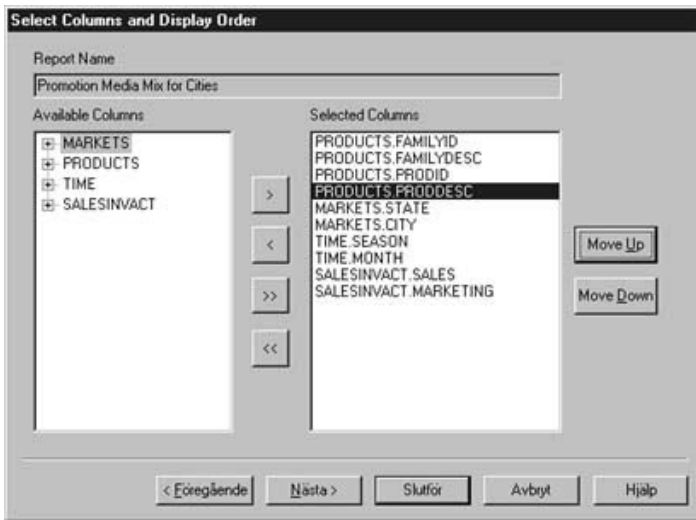 Select Columns and Display Order
Report Name
Promotion Media Mix for Cities
Available Columns
MARKETS
PRODUCTS
TIME
SALESINVACT
>
<
>>
<<
Selected Columns
PRODUCTS.FAMILYID
PRODUCTS.FAMILYDESC
PRODUCTS.PRODID
PRODUCTS.PRODDESC
MARKETS.STATE
MARKETS.CITY
TIME.SEASON
TIME.MONTH
SALESINVACT.SALES
SALESINVACT.MARKETING
Move Up
Move Down
< Föregående
Nästa >
Slutför
Avbryt
Hjälp